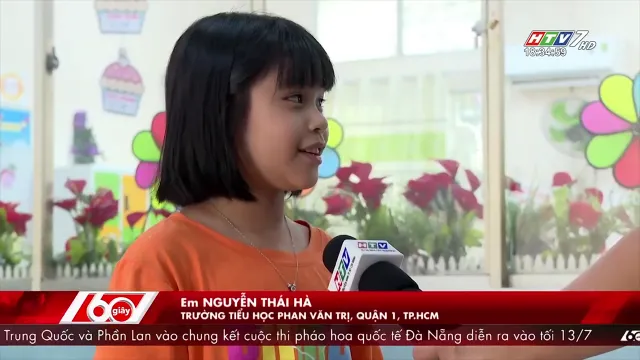 HTV7 HD
18:34:59
HTV
60 giây
Em NGUYỄN THÁI HÀ
TRƯỜNG TIỂU HỌC PHAN VĂN TRỊ, QUẬN 1, TP.HCM
Trung Quốc và Phần Lan vào chung kết cuộc thi pháo hoa quốc tế Đà Nẵng diễn ra vào tối 13/7